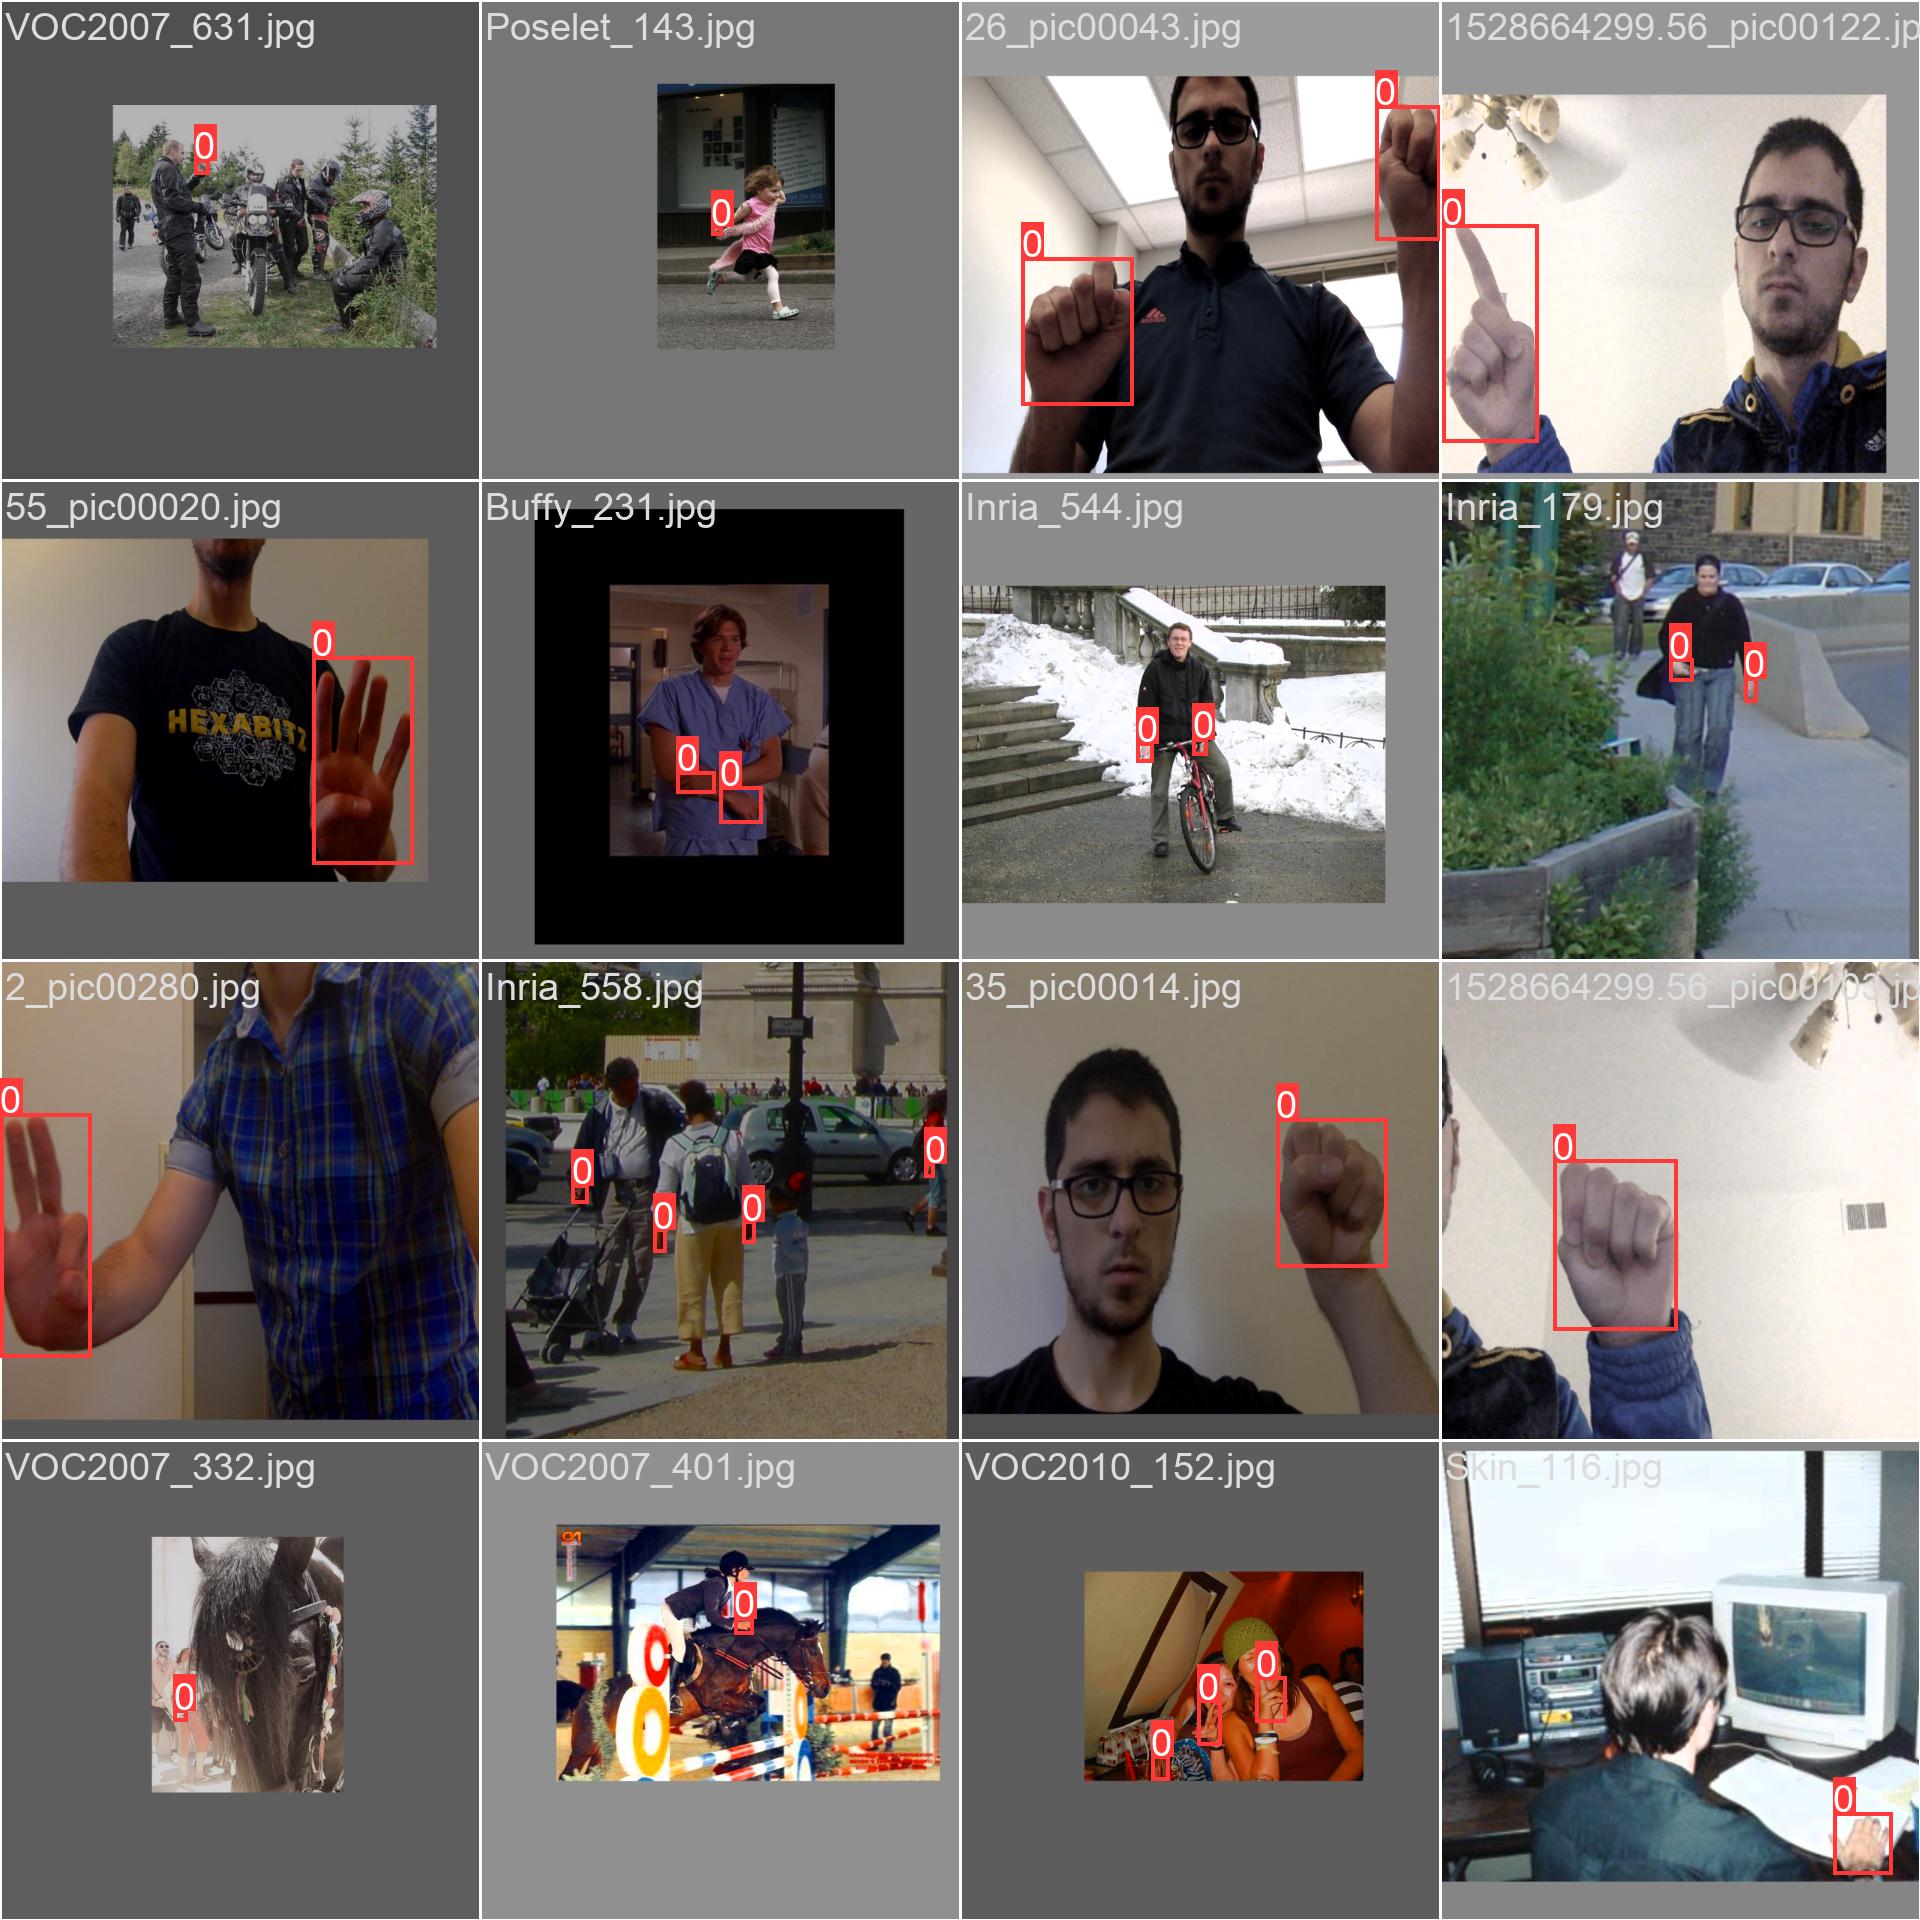 VOC2007_631.jpg
Poselet_143.jpg
26_pic00043.jpg
1528664299.56_pic00122.jp
0
0
0
0
0
adidas
55_pic00020.jpg
Buffy_231.jpg
Inria_544.jpg
Inria_179.jpg
0
0
0
0
0
0
0
HEXABITZ
2_pic00280.jpg
Inria_558.jpg
35_pic00014.jpg
1528664299.56_pic00103.jp
0
0
0
0
0
0
0
VOC2007_332.jpg
VOC2007_401.jpg
VOC2010_152.jpg
Skin_116.jpg
0
0
0
0
0
0